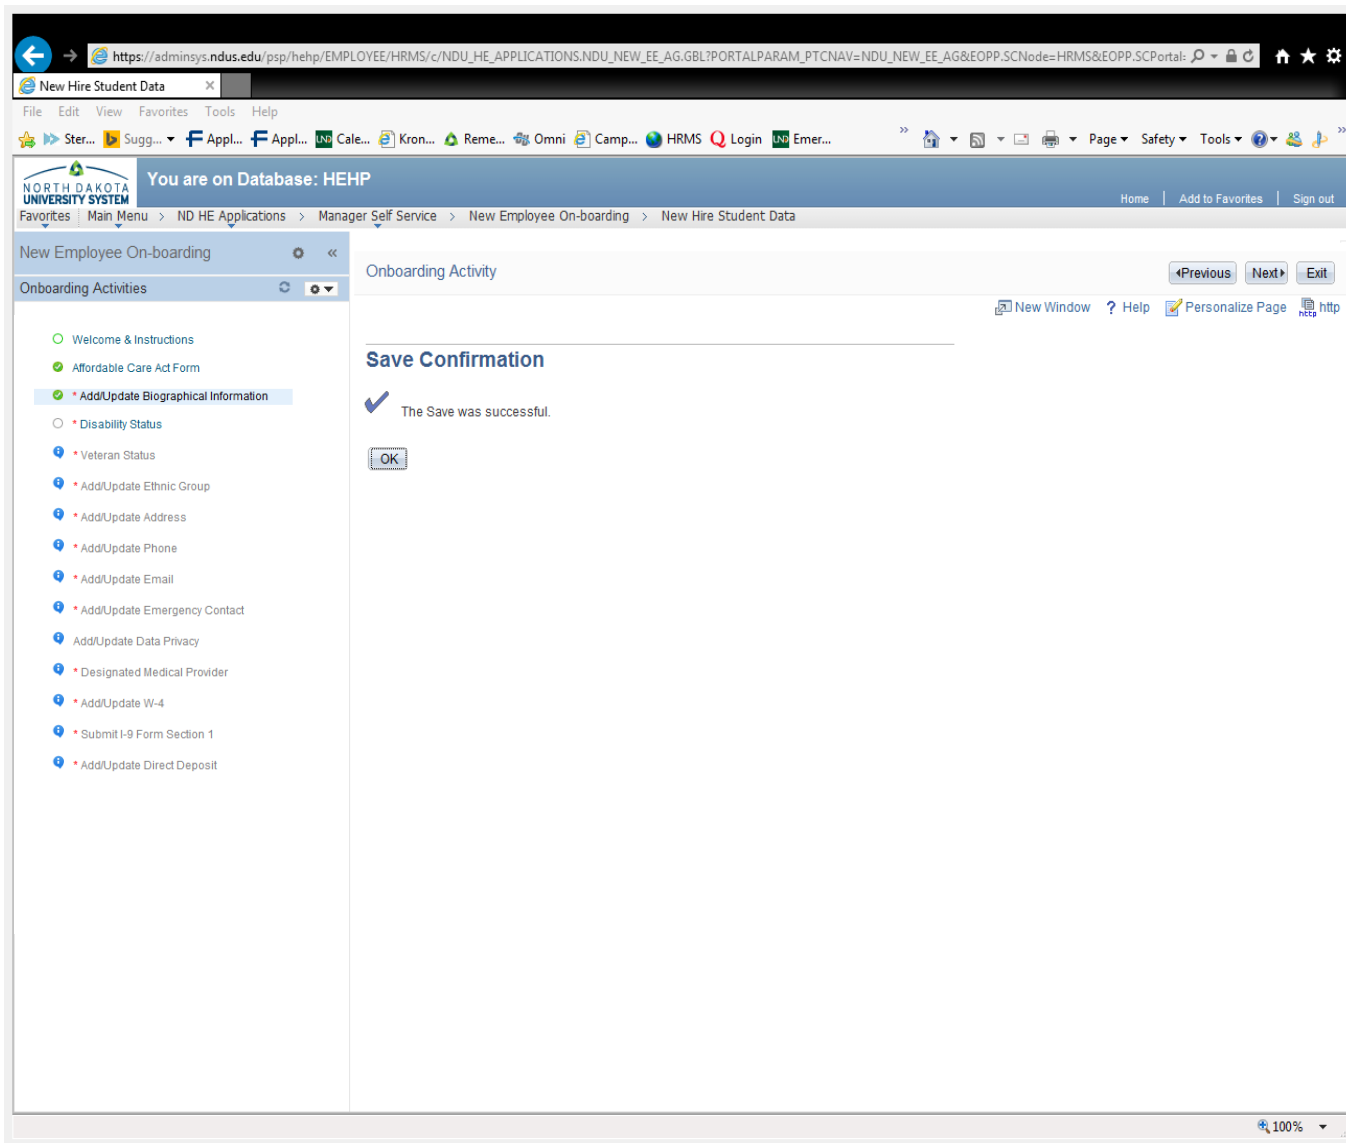 https://adminsys.ndus.edu/psp/hehp/EMPLOYEE/HRMS/c/NDU_HE_APPLICATIONS.NDU_NEW_EE_AG.GBL?PORTALPARAM_PTCNAV=NDU_NEW_EE_AG&EOPP.SCNode=HRMS&EOPP.SCPortal=
New Hire Student Data
File Edit View Favorites Tools Help
Ster... Sugg... Appl... Appl... UND Cale... Kron... Reme... Omni Camp... HRMS Login UND Emer... » Page Safety Tools »
NORTH DAKOTA
UNIVERSITY SYSTEM
You are on Database: HEHP
Home | Add to Favorites | Sign out
Favorites Main Menu > ND HE Applications > Manager Self Service > New Employee On-boarding > New Hire Student Data
New Employee On-boarding «
Onboarding Activities
Welcome & Instructions
Affordable Care Act Form
* Add/Update Biographical Information
* Disability Status
* Veteran Status
* Add/Update Ethnic Group
* Add/Update Address
* Add/Update Phone
* Add/Update Email
* Add/Update Emergency Contact
Add/Update Data Privacy
* Designated Medical Provider
* Add/Update W-4
* Submit I-9 Form Section 1
* Add/Update Direct Deposit
Onboarding Activity
Previous Next Exit
New Window ? Help Personalize Page http http
Save Confirmation
The Save was successful.
OK
100%